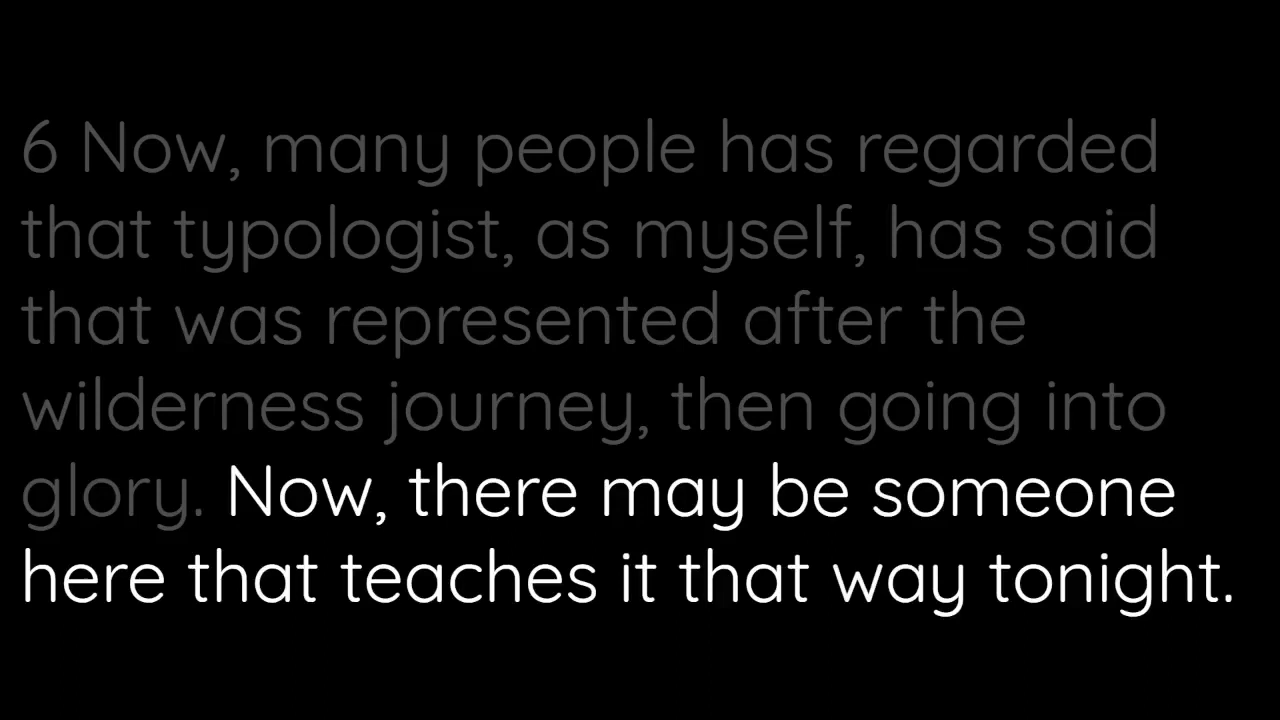 6 Now, many people has regarded
that typologist, as myself, has said
that was represented after the
wilderness journey, then going into
glory. Now, there may be someone
here that teaches it that way tonight.